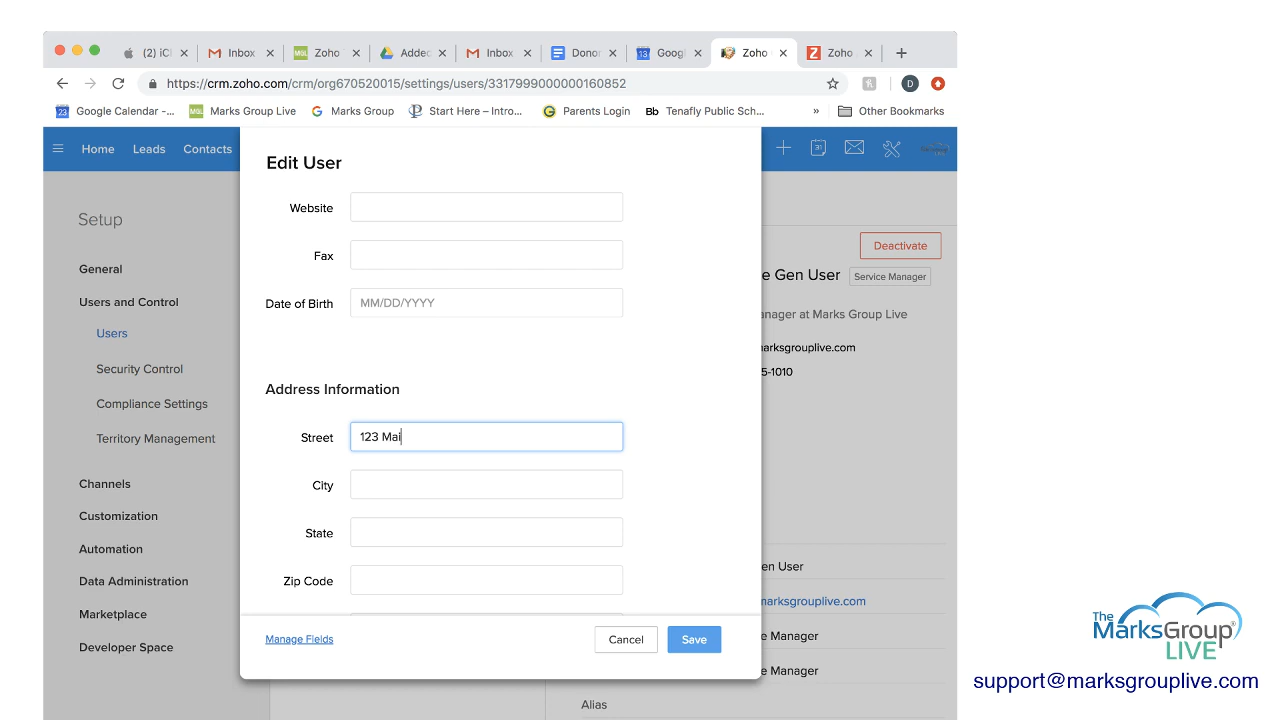 (2) iCl
Inbox
Zoho
Added
Inbox
Donor
Googl
Zoho
Zoho
https://crm.zoho.com/crm/org670520015/settings/users/3317999000000160852
Google Calendar -...
Marks Group Live
Marks Group
Start Here – Intro...
Parents Login
Bb Tenafly Public Sch...
»
Other Bookmarks
Home
Leads
Contacts
Edit User
Website
Fax
Date of Birth
MM/DD/YYYY
Address Information
Street
123 Mai
City
State
Zip Code
Manage Fields
Cancel
Save
Setup
General
Users and Control
Users
Security Control
Compliance Settings
Territory Management
Channels
Customization
Automation
Data Administration
Marketplace
Developer Space
Deactivate
e Gen User
Service Manager
anager at Marks Group Live
marksgrouplive.com
5-1010
en User
marksgrouplive.com
e Manager
e Manager
Alias
The
MarksGroup®
LIVE
support@marksgrouplive.com